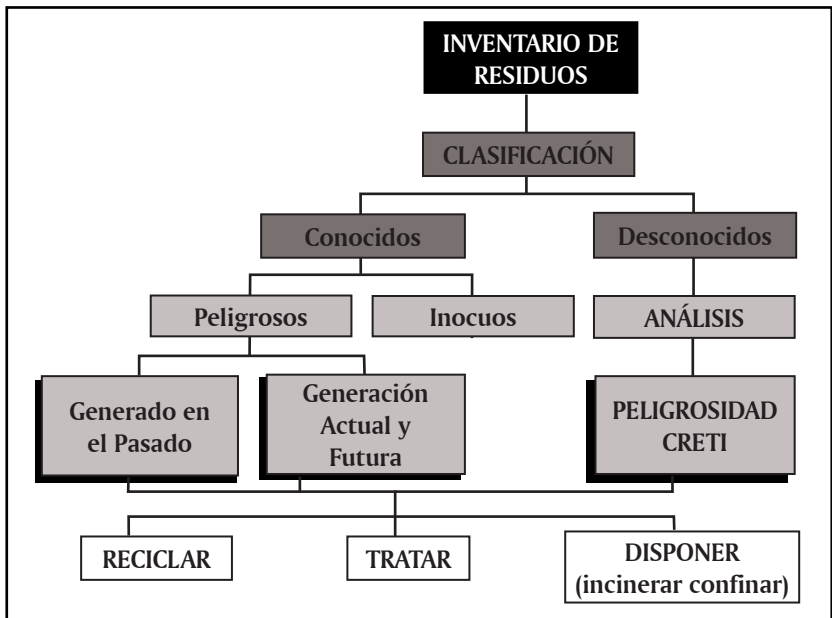 INVENTARIO DE
RESIDUOS
CLASIFICACIÓN
Conocidos
Desconocidos
Peligrosos
Inocuos
ANÁLISIS
Generado en
el Pasado
Generación
Actual y
Futura
PELIGROSIDAD
CRETI
RECICLAR
TRATAR
DISPONER
(incinerar confinar)